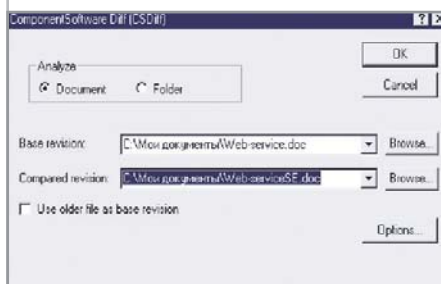 ComponentSoftware Diff (CSDiff)
OK
Analyze
Document Folder
Cancel
Base revision: C:\Мои документы\Web-service.doc Browse...
Compared revision: C:\Мои документы\Web-serviceSE.doc Browse...
Use older file as base revision
Options...